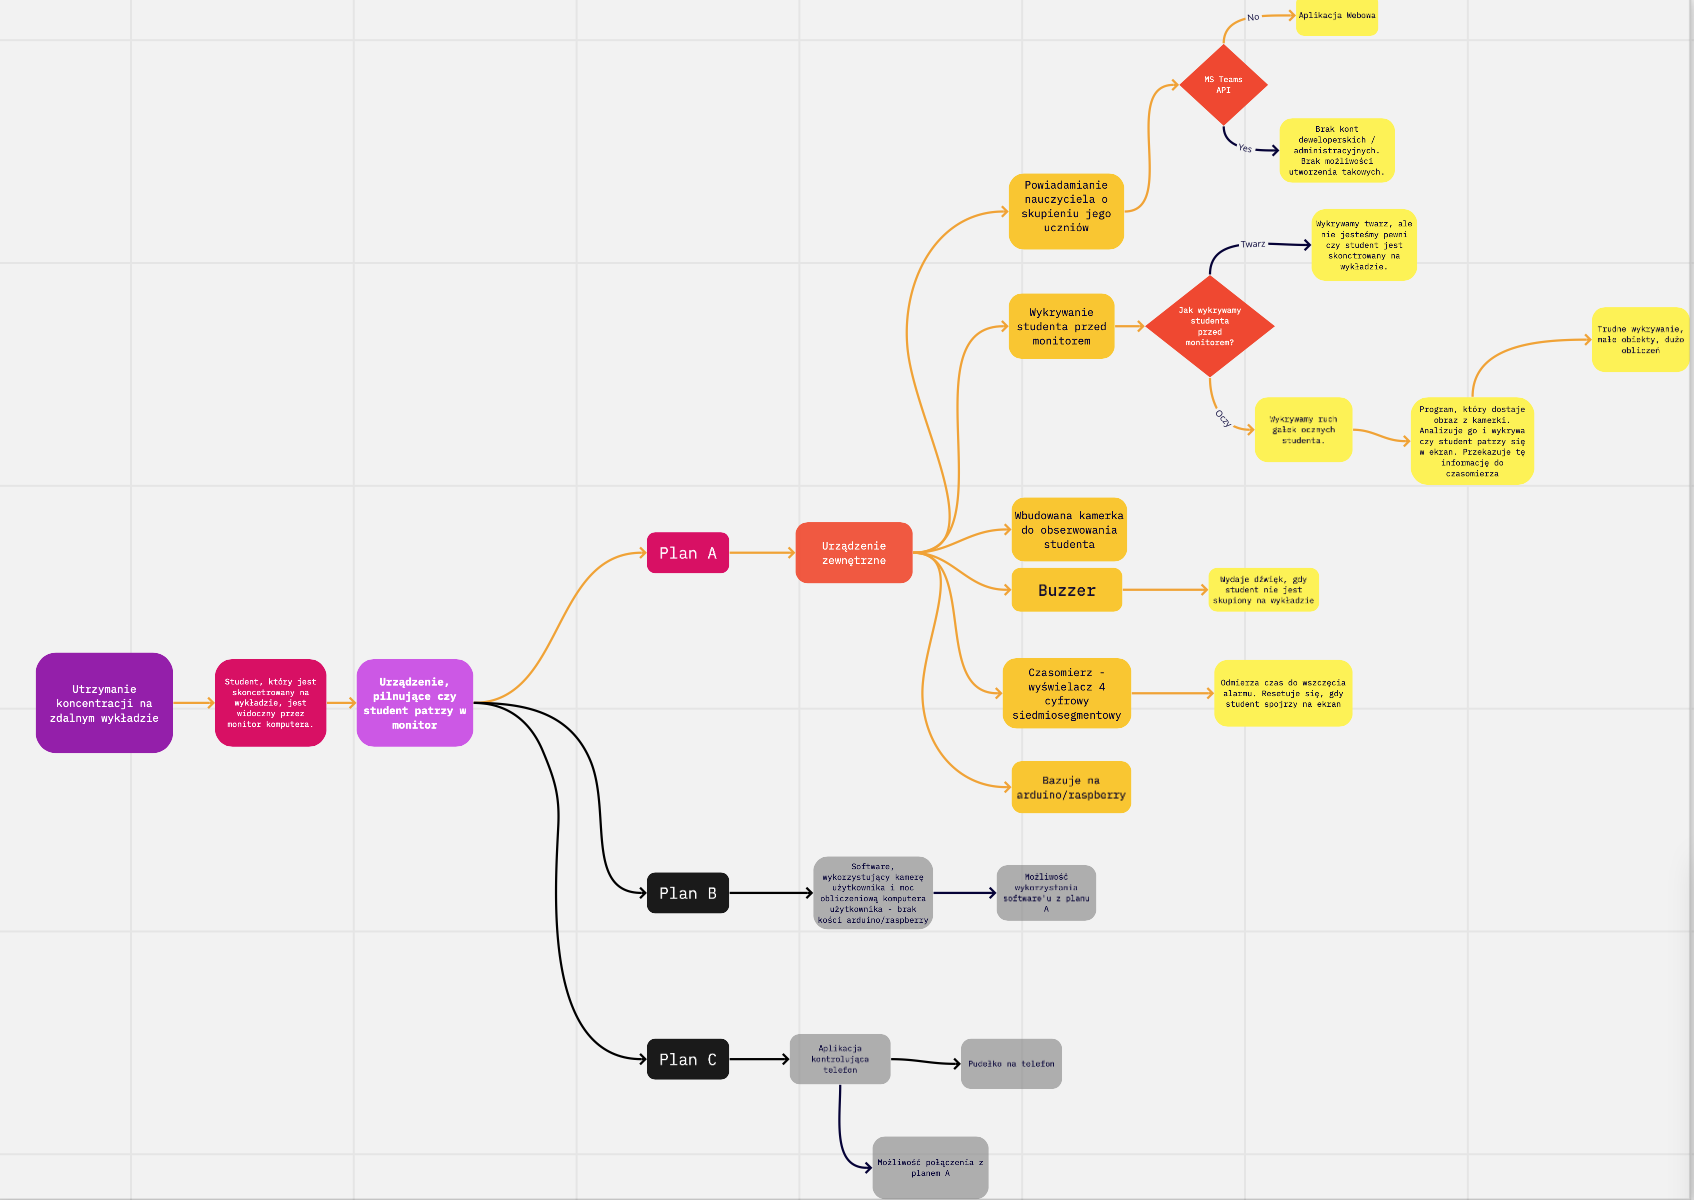 No
Aplikacja Webowa
MS Teams
API
Yes
Brak kont
deweloperskich /
administracyjnych.
Brak możliwości
utworzenia takowych.
Powiadamianie
nauczyciela o
skupieniu jego
uczniów
Twarz
Wykrywamy twarz, ale
nie jesteśmy pewni
czy student jest
skonctrowany na
wykładzie.
Wykrywanie
studenta przed
monitorem
Jak wykrywamy
studenta
przed
monitorem?
Oczy
Wykrywamy ruch
gałek ocznych
studenta.
Program, który dostaje
obraz z kamerki.
Analizuje go i wykrywa
czy student patrzy się
w ekran. Przekazuje tę
informację do
czasomierza
Trudne wykrywanie,
małe obiekty, dużo
obliczeń
Plan A
Urządzenie
zewnętrzne
Wbudowana kamerka
do obserwowania
studenta
Buzzer
Wydaje dźwięk, gdy
student nie jest
skupiony na wykładzie
Utrzymanie
koncentracji na
zdalnym wykładzie
Student, który jest
skoncetrowany na
wykładzie, jest
widoczny przez
monitor komputera.
Urządzenie,
pilnujące czy
student patrzy w
monitor
Czasomierz -
wyświelacz 4
cyfrowy
siedmiosegmentowy
Odmierza czas do wszczęcia
alarmu. Resetuje się, gdy
student spojrzy na ekran
Bazuje na
arduino/raspberry
Plan B
Software,
wykorzystujący kamerę
użytkownika i moc
obliczeniową komputera
użytkownika - brak
kości arduino/raspberry
Możliwość
wykorzystania
software'u z planu
A
Plan C
Aplikacja
kontrolująca
telefon
Pudełko na telefon
Możliwość połączenia z
planem A